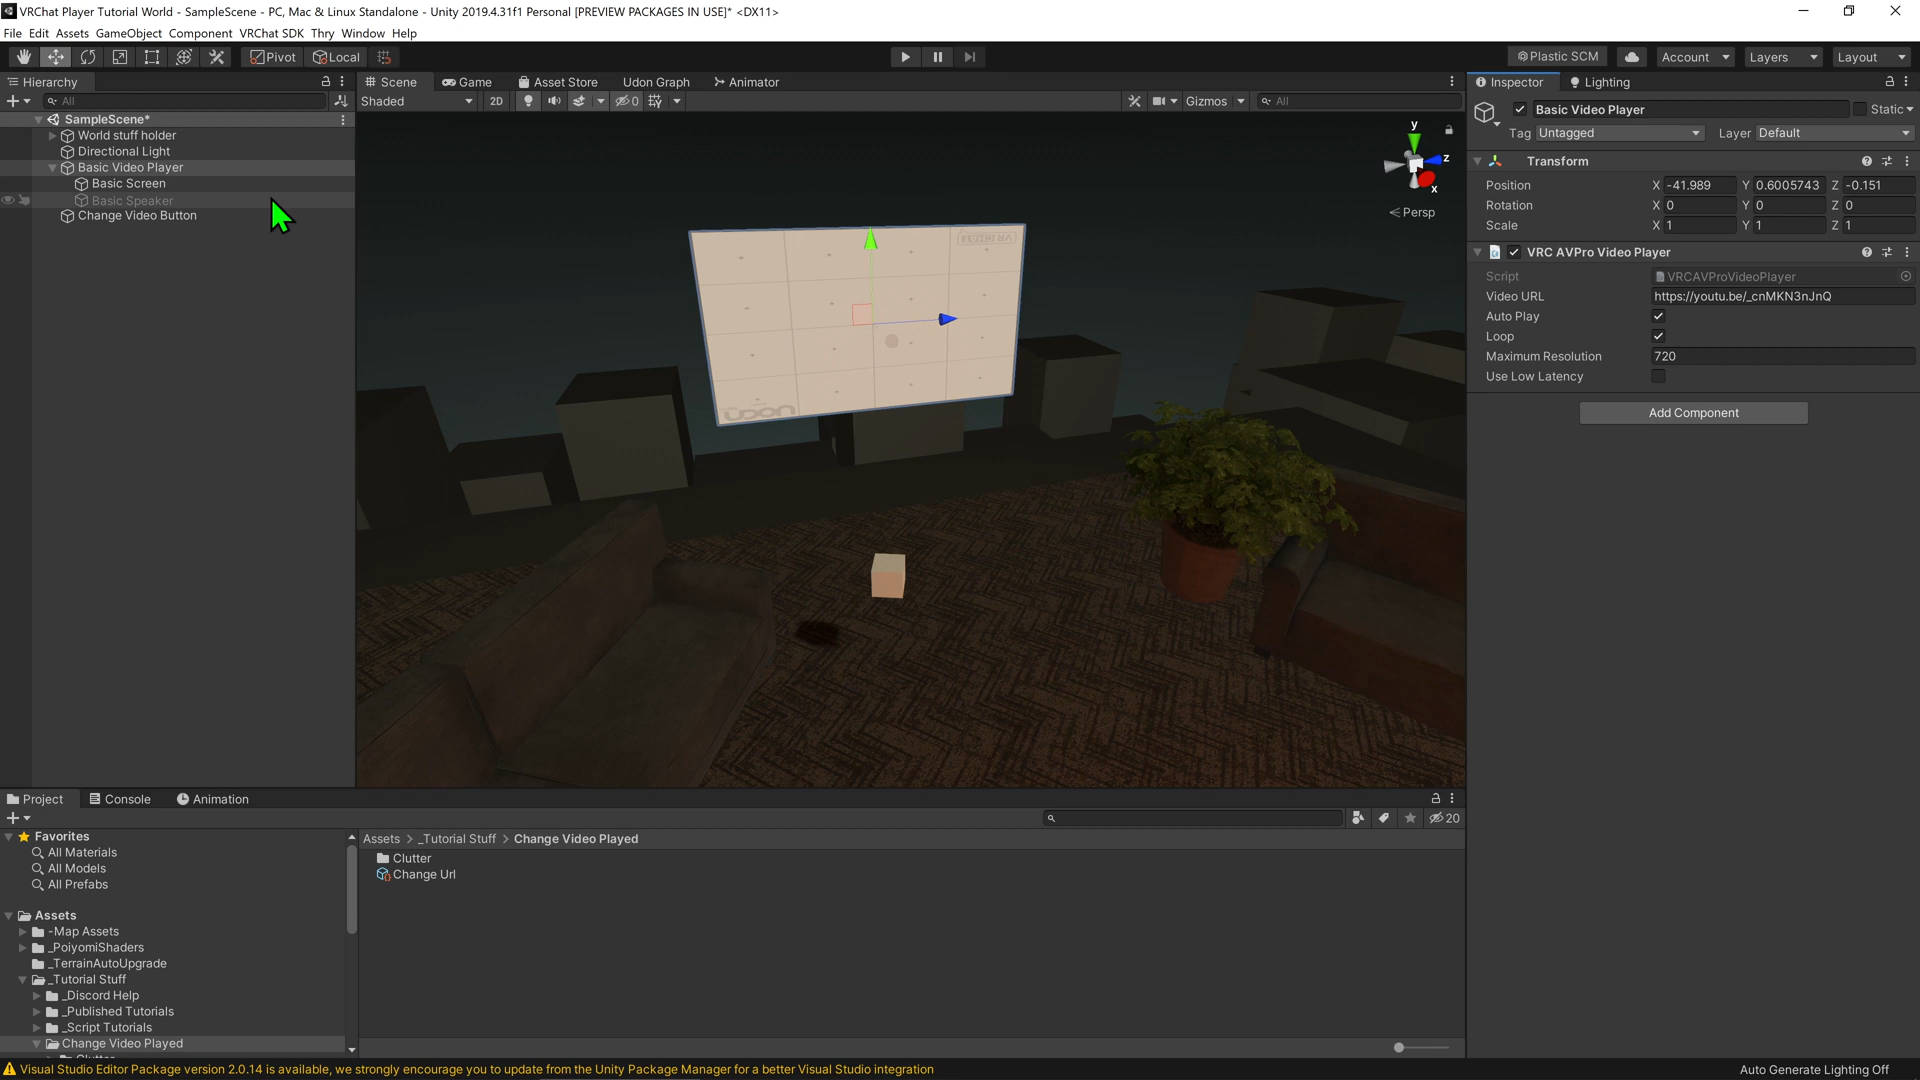 VRChat Player Tutorial World - SampleScene - PC, Mac & Linux Standalone - Unity 2019.4.31f1 Personal [PREVIEW PACKAGES IN USE]* <DX11>
File Edit Assets GameObject Component VRChat SDK Thry Window Help
Pivot Local Plastic SCM Account Layers Layout
Hierarchy Scene Game Asset Store Udon Graph Animator Inspector Lighting
All Shaded 2D 0 Gizmos All
Basic Video Player Static
Tag Untagged Layer Default
SampleScene*
World stuff holder
Directional Light
Basic Video Player
Basic Screen
Basic Speaker
Change Video Button
y
z
x
Persp
Transform
Position X -41.989 Y 0.6005743 Z -0.151
Rotation X 0 Y 0 Z 0
Scale X 1 Y 1 Z 1
VRC AVPro Video Player
Script VRCAVProVideoPlayer
Video URL https://youtu.be/_cnMKN3nJnQ
Auto Play
Loop
Maximum Resolution 720
Use Low Latency
Add Component
Project Console Animation
20
Favorites
All Materials
All Models
All Prefabs
Assets
-Map Assets
_PoiyomiShaders
_TerrainAutoUpgrade
_Tutorial Stuff
_Discord Help
_Published Tutorials
_Script Tutorials
Change Video Played
Clutter
Assets > _Tutorial Stuff > Change Video Played
Clutter
Change Url
Visual Studio Editor Package version 2.0.14 is available, we strongly encourage you to update from the Unity Package Manager for a better Visual Studio integration
Auto Generate Lighting Off